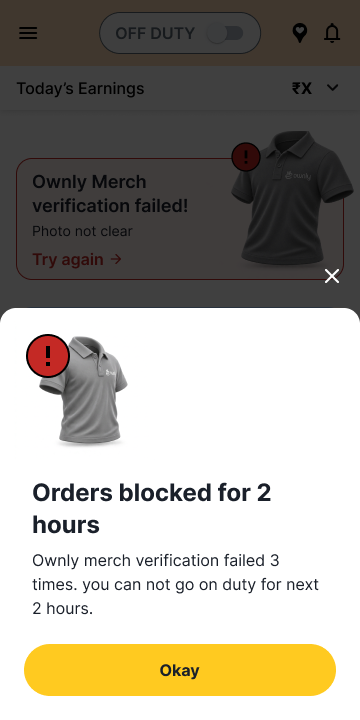 OFF DUTY
Today’s Earnings
₹X
Ownly Merch
verification failed!
Photo not clear
Try again →
Orders blocked for 2
hours
Ownly merch verification failed 3
times. you can not go on duty for next
2 hours.
Okay